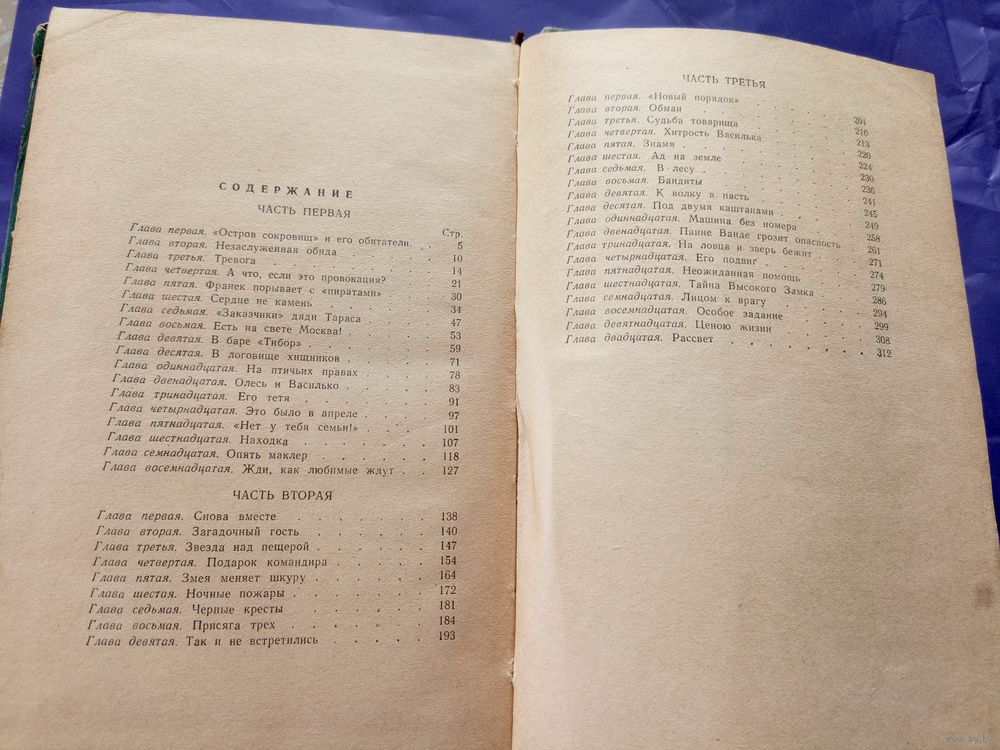 СОДЕРЖАНИЕ
ЧАСТЬ ПЕРВАЯ
Стр.
Глава первая. «Остров сокровищ» и его обитатели. . . 5
Глава вторая. Незаслуженная обида . . . . . 10
Глава третья. Тревога . . . . . . . 14
Глава четвертая. А что, если это провокация? . . . 21
Глава пятая. Франек порывает с «пиратами» . . . 30
Глава шестая. Сердце не камень . . . . . 34
Глава седьмая. «Заказчики» дяди Тараса . . . . 47
Глава восьмая. Есть на свете Москва! . . . . 53
Глава девятая. В баре «Тибор» . . . . . 59
Глава десятая. В логовище хищников . . . . 71
Глава одиннадцатая. На птичьих правах . . . . 78
Глава двенадцатая. Олесь и Василько . . . . 83
Глава тринадцатая. Его тетя . . . . . . 91
Глава четырнадцатая. Это было в апреле . . . . 97
Глава пятнадцатая. «Нет у тебя семьи!» . . . . 101
Глава шестнадцатая. Находка . . . . . . 107
Глава семнадцатая. Опять маклер . . . . . 118
Глава восемнадцатая. Жди, как любимые ждут . . 127
ЧАСТЬ ВТОРАЯ
Глава первая. Снова вместе . . . . . . 138
Глава вторая. Загадочный гость . . . . . 140
Глава третья. Звезда над пещерой . . . . . 147
Глава четвертая. Подарок командира . . . . 154
Глава пятая. Змея меняет шкуру . . . . . 164
Глава шестая. Ночные пожары . . . . . 172
Глава седьмая. Черные кресты . . . . . 181
Глава восьмая. Присяга трех . . . . . . 184
Глава девятая. Так и не встретились . . . . 193
ЧАСТЬ ТРЕТЬЯ
Глава первая. «Новый порядок» . . . . . 201
Глава вторая. Обман . . . . . . . 210
Глава третья. Судьба товарища . . . . . 213
Глава четвертая. Хитрость Василька . . . . 220
Глава пятая. Знамя . . . . . . . 224
Глава шестая. Ад на земле . . . . . . 230
Глава седьмая. В лесу . . . . . . . 236
Глава восьмая. Бандиты . . . . . . 241
Глава девятая. К волку в пасть . . . . . 245
Глава десятая. Под двумя каштанами . . . . 249
Глава одиннадцатая. Машина без номера . . . . 258
Глава двенадцатая. Панне Ванде грозит опасность . . 261
Глава тринадцатая. На ловца и зверь бежит . . . 271
Глава четырнадцатая. Его подвиг . . . . . 274
Глава пятнадцатая. Неожиданная помощь . . . . 279
Глава шестнадцатая. Тайна Высокого Замка . . . 286
Глава семнадцатая. Лицом к врагу . . . . . 294
Глава восемнадцатая. Особое задание . . . . 299
Глава девятнадцатая. Ценою жизни . . . . . 308
Глава двадцатая. Рассвет . . . . . . 312
www.ay.by